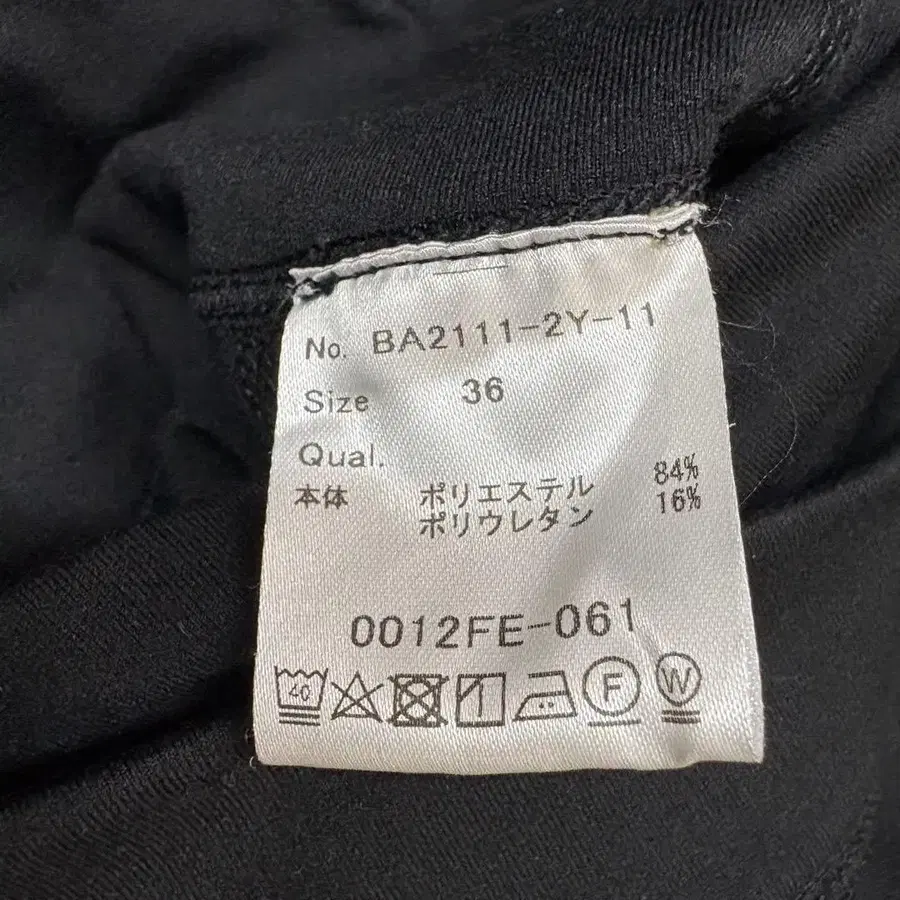 No. BA2111-2Y-11
Size 36
Qual.
本体 ポリエステル 84%
ポリウレタン 16%
0012FE-061
40 F W